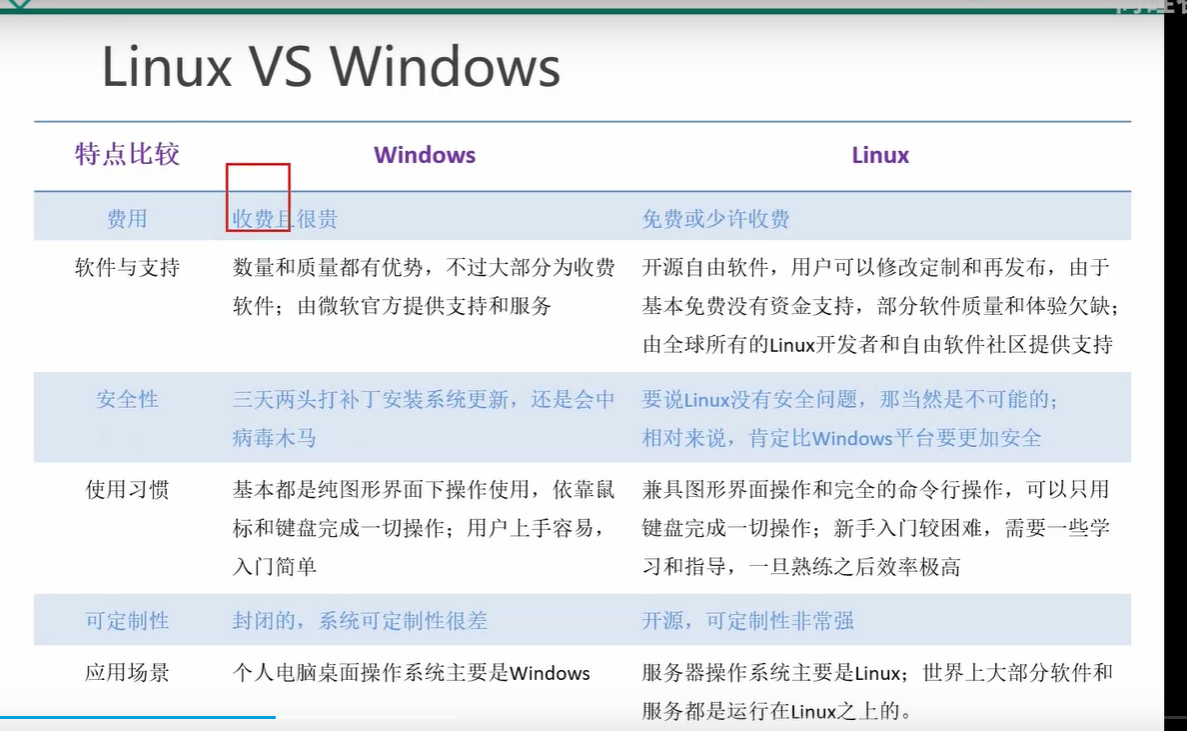 Linux VS Windows
特点比较 Windows Linux
费用 收费且很贵 免费或少许收费
软件与支持 数量和质量都有优势，不过大部分为收费 开源自由软件，用户可以修改定制和再发布，由于
软件；由微软官方提供支持和服务 基本免费没有资金支持，部分软件质量和体验欠缺；
由全球所有的Linux开发者和自由软件社区提供支持
安全性 三天两头打补丁安装系统更新，还是会中 要说Linux没有安全问题，那当然是不可能的；
病毒木马 相对来说，肯定比Windows平台要更加安全
使用习惯 基本都是纯图形界面下操作使用，依靠鼠 兼具图形界面操作和完全的命令行操作，可以只用
标和键盘完成一切操作；用户上手容易， 键盘完成一切操作；新手入门较困难，需要一些学
入门简单 习和指导，一旦熟练之后效率极高
可定制性 封闭的，系统可定制性很差 开源，可定制性非常强
应用场景 个人电脑桌面操作系统主要是Windows 服务器操作系统主要是Linux；世界上大部分软件和
服务都是运行在Linux之上的。